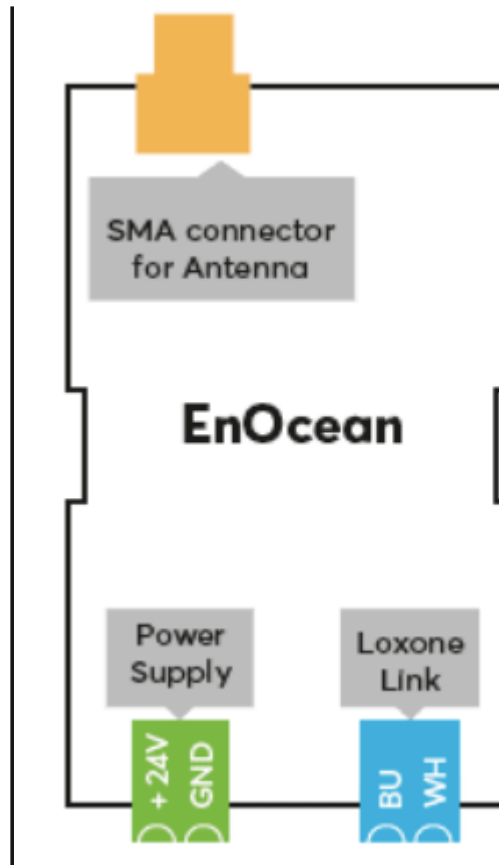 SMA connector
for Antenna
EnOcean
Power
Supply
Loxone
Link
+ 24V
GND
BU
WH